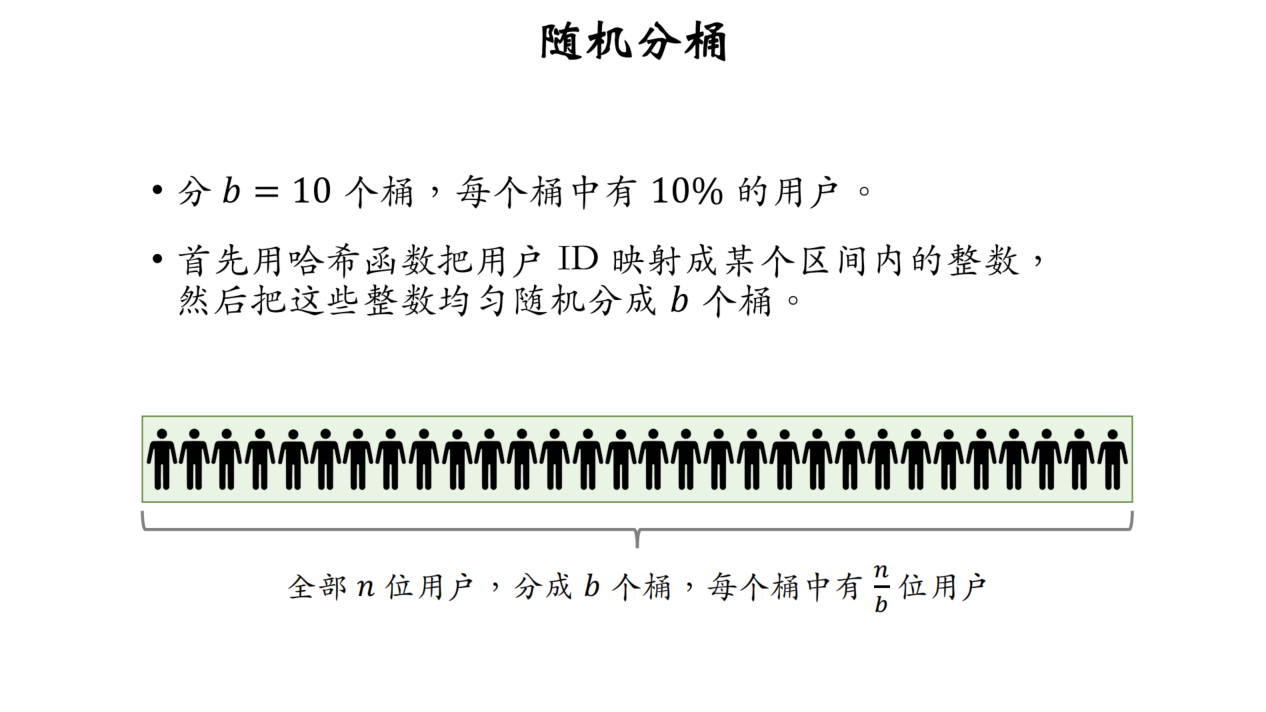 随机分桶
• 分 b = 10 个桶，每个桶中有 10% 的用户。
• 首先用哈希函数把用户 ID 映射成某个区间内的整数，
然后把这些整数均匀随机分成 b 个桶。
全部 n 位用户，分成 b 个桶，每个桶中有 n/b 位用户